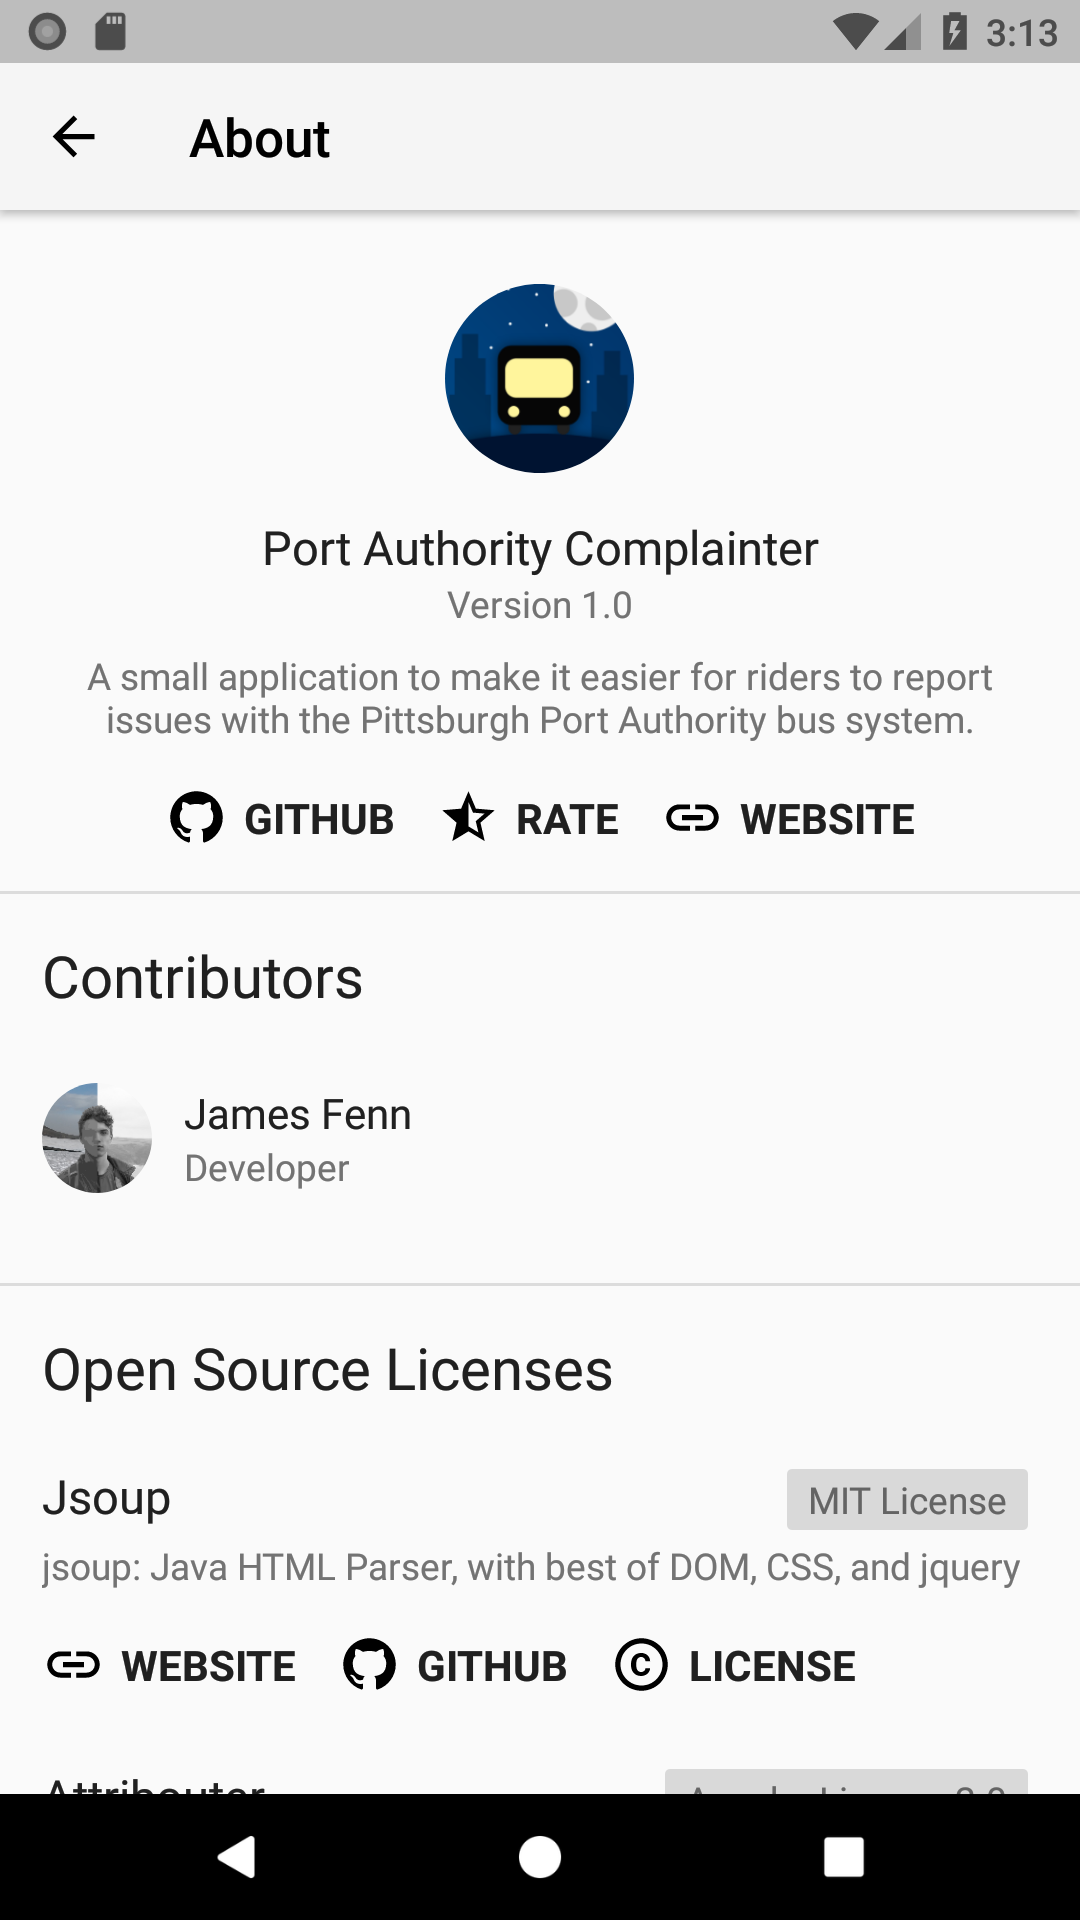 3:13
About
Port Authority Complainter
Version 1.0
A small application to make it easier for riders to report
issues with the Pittsburgh Port Authority bus system.
GITHUB RATE WEBSITE
Contributors
James Fenn
Developer
Open Source Licenses
Jsoup MIT License
jsoup: Java HTML Parser, with best of DOM, CSS, and jquery
WEBSITE GITHUB LICENSE